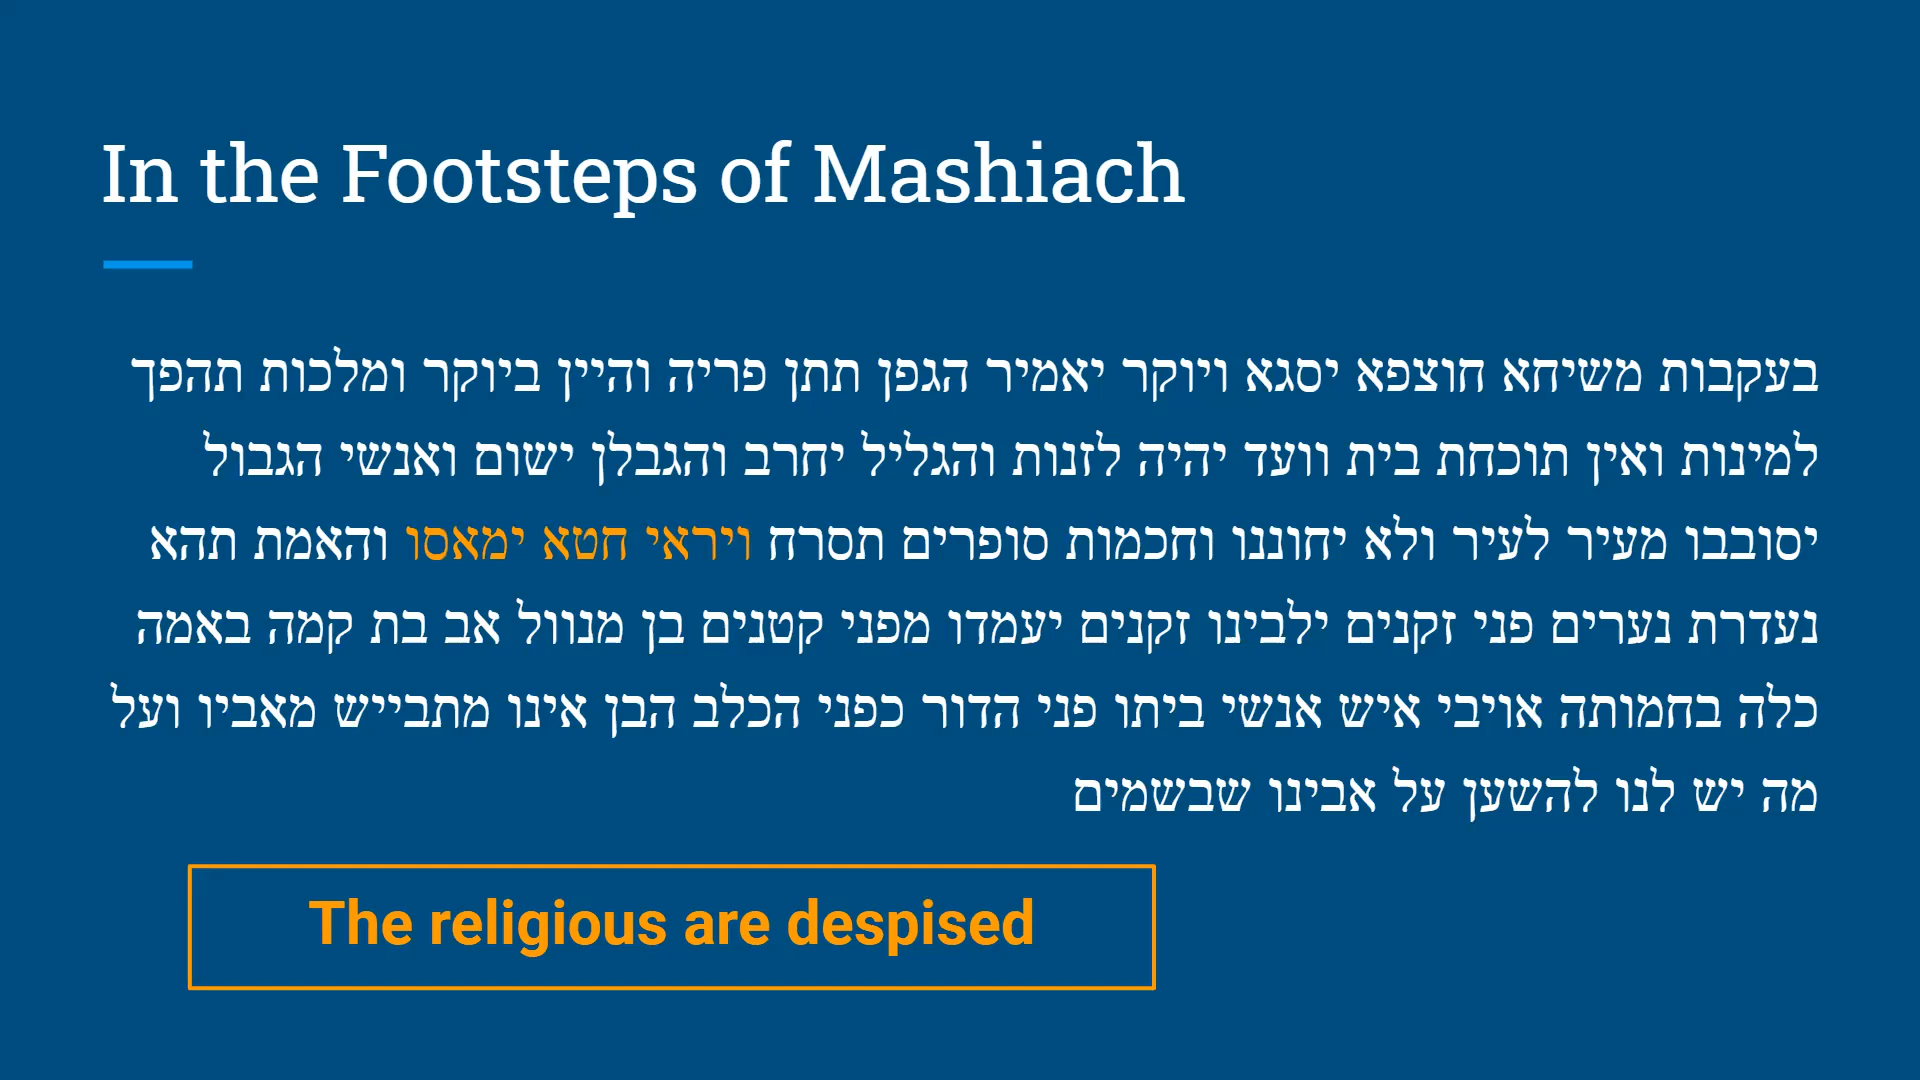 In the Footsteps of Mashiach
בעקבות משיחא חוצפא יסגא ויוקר יאמיר הגפן תתן פריה והיין ביוקר ומלכות תהפך
למינות ואין תוכחת בית וועד יהיה לזנות והגליל יחרב והגבלן ישום ואנשי הגבול
יסובבו מעיר לעיר ולא יחוננו וחכמות סופרים תסרח ויראי חטא ימאסו והאמת תהא
נעדרת נערים פני זקנים ילבינו זקנים יעמדו מפני קטנים בן מנוול אב בת קמה באמה
כלה בחמותה אויבי איש אנשי ביתו פני הדור כפני הכלב הבן אינו מתבייש מאביו ועל
מה יש לנו להשען על אבינו שבשמים
The religious are despised